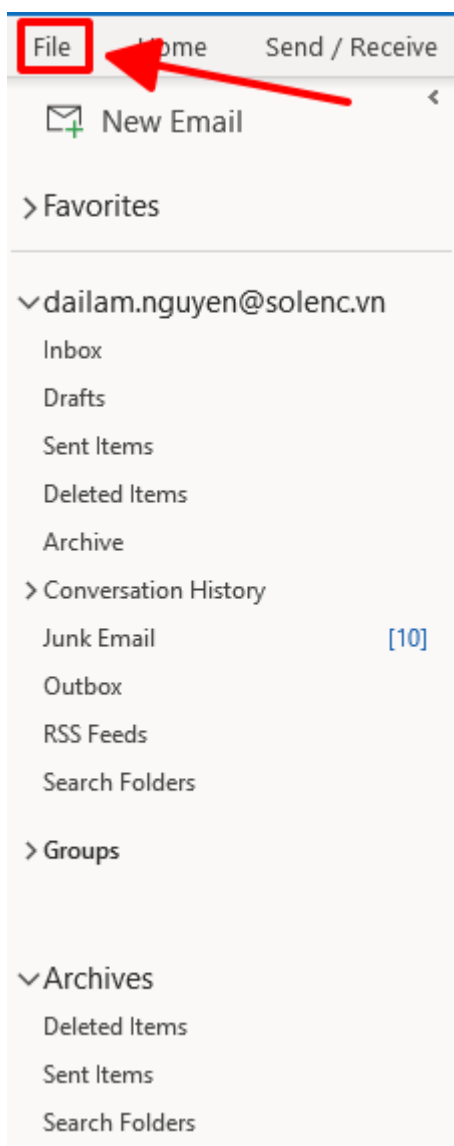 File Home Send / Receive
New Email
Favorites
dailam.nguyen@solenc.vn
Inbox
Drafts
Sent Items
Deleted Items
Archive
Conversation History
Junk Email [10]
Outbox
RSS Feeds
Search Folders
Groups
Archives
Deleted Items
Sent Items
Search Folders